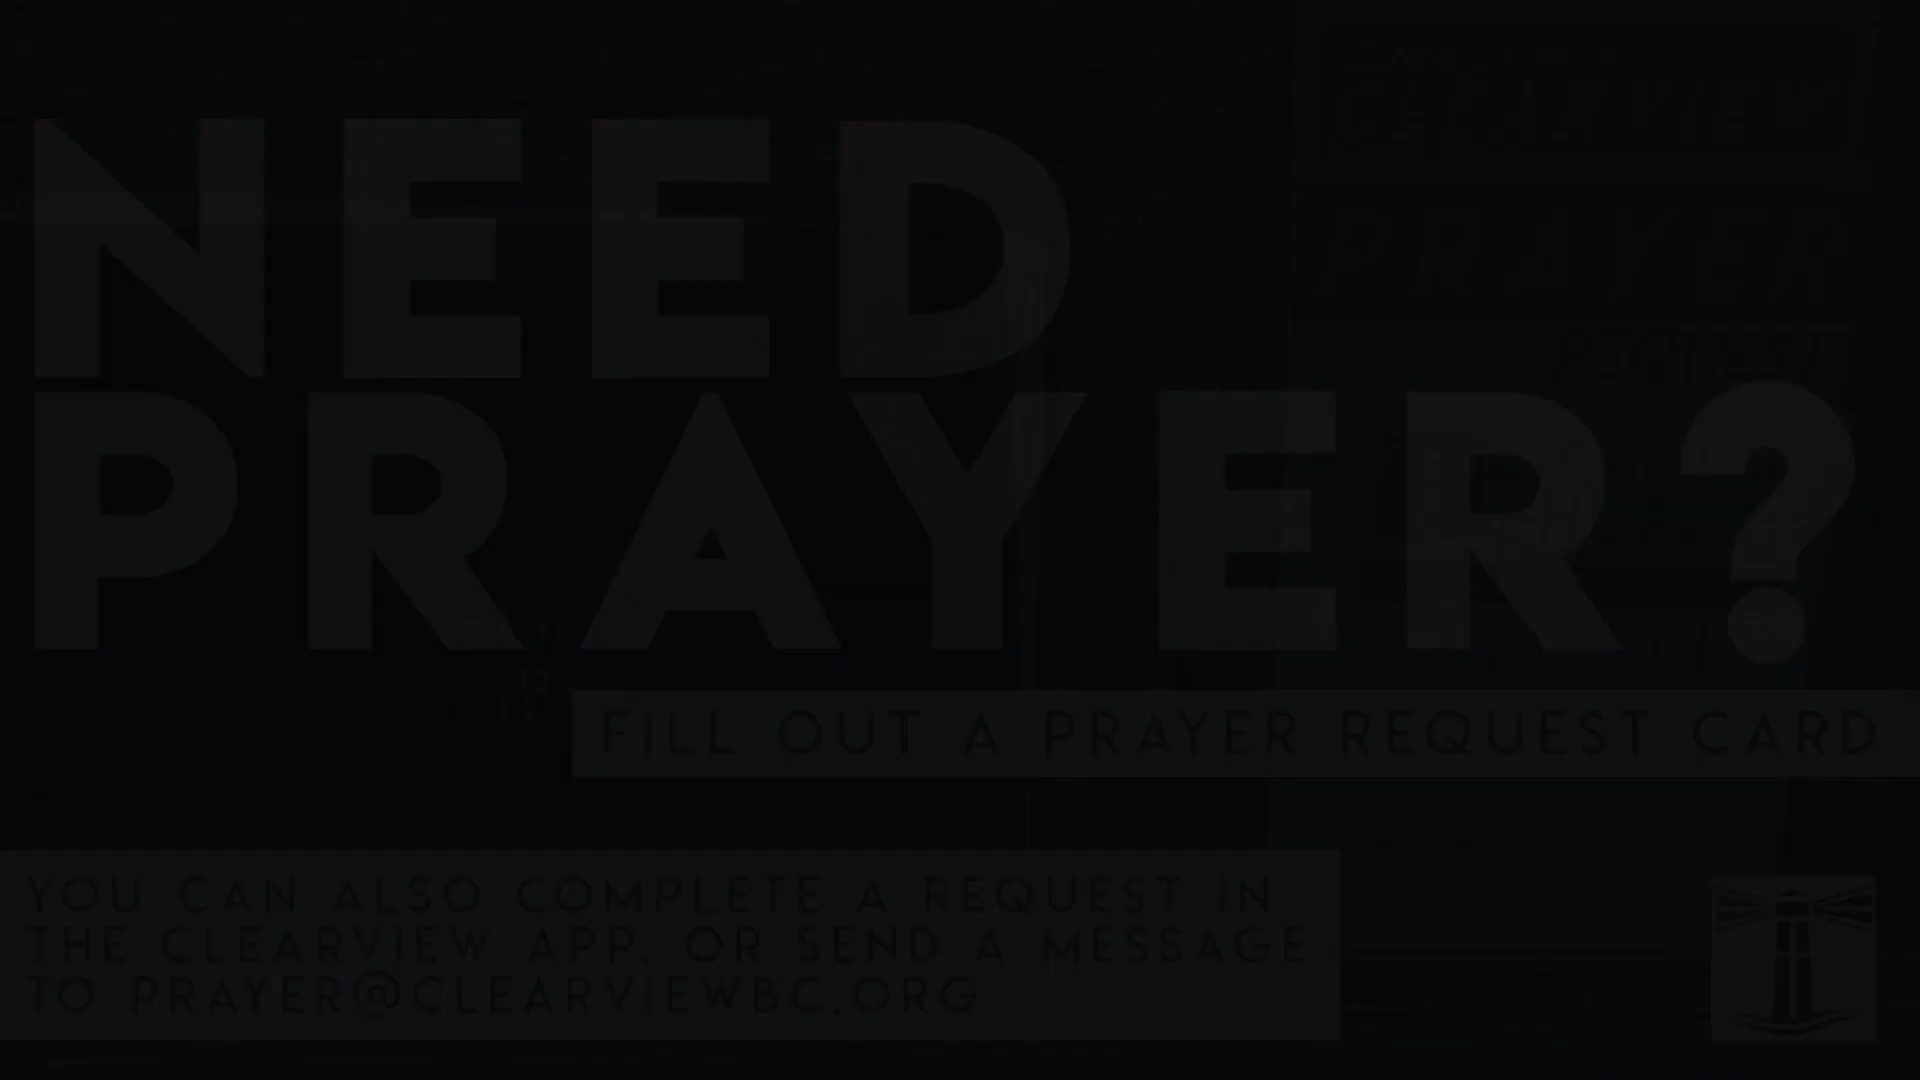 NEED
PRAYER?
BIB
FILL OUT A PRAYER REQUEST CARD
YOU CAN ALSO COMPLETE A REQUEST IN
THE CLEARVIEW APP, OR SEND A MESSAGE
TO PRAYER@CLEARVIEWBC.ORG